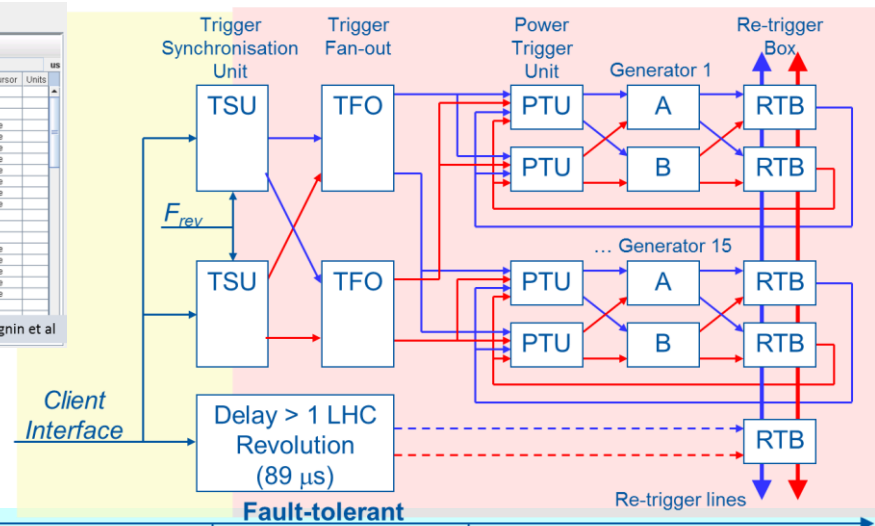 us
ursor Units
gnin et al
Trigger
Synchronisation
Unit
Trigger
Fan-out
Power
Trigger
Unit
Generator 1
Re-trigger
Box
TSU
TFO
PTU
A
RTB
PTU
B
RTB
F_rev
... Generator 15
TSU
TFO
PTU
A
RTB
PTU
B
RTB
Client
Interface
Delay > 1 LHC
Revolution
(89 μs)
RTB
Re-trigger lines
Fault-tolerant